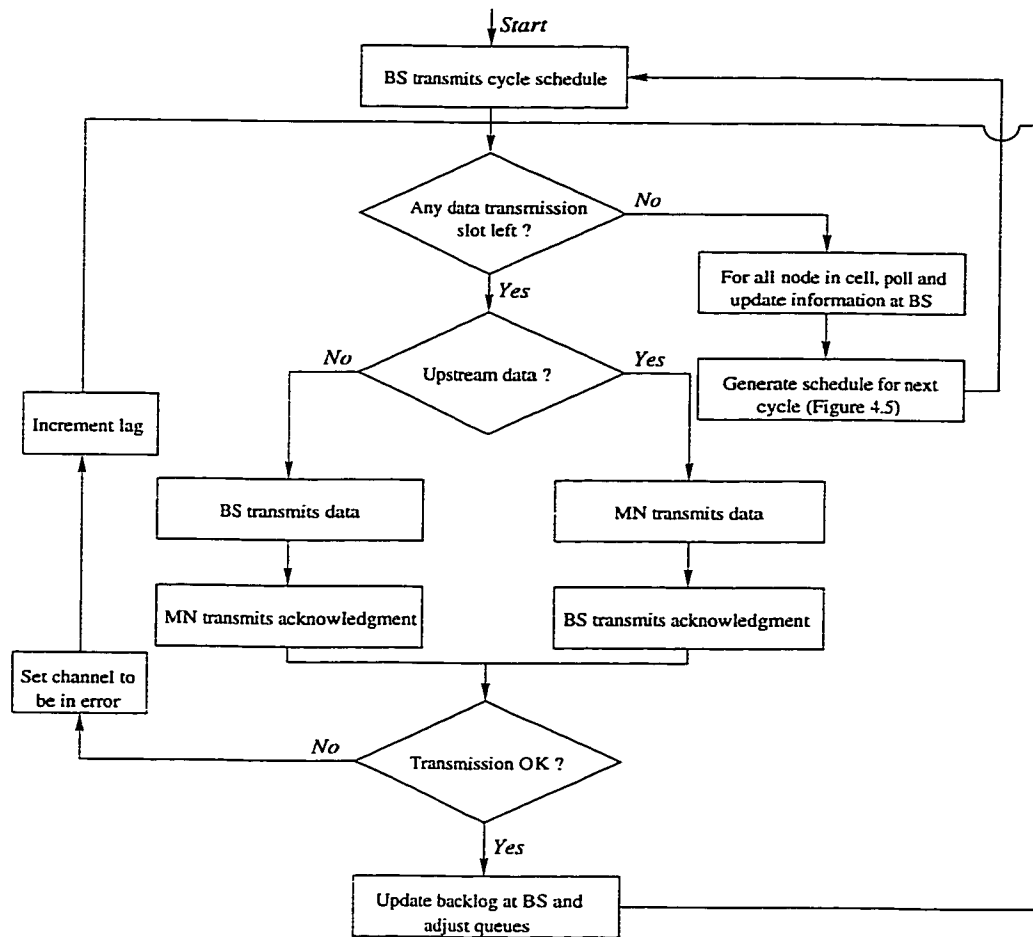 Start
BS transmits cycle schedule
Any data transmission
slot left ?
No
Yes
For all node in cell, poll and
update information at BS
Generate schedule for next
cycle (Figure 4.5)
Upstream data ?
No
Yes
Increment lag
BS transmits data
MN transmits data
MN transmits acknowledgment
BS transmits acknowledgment
Set channel to
be in error
No
Transmission OK ?
Yes
Update backlog at BS and
adjust queues